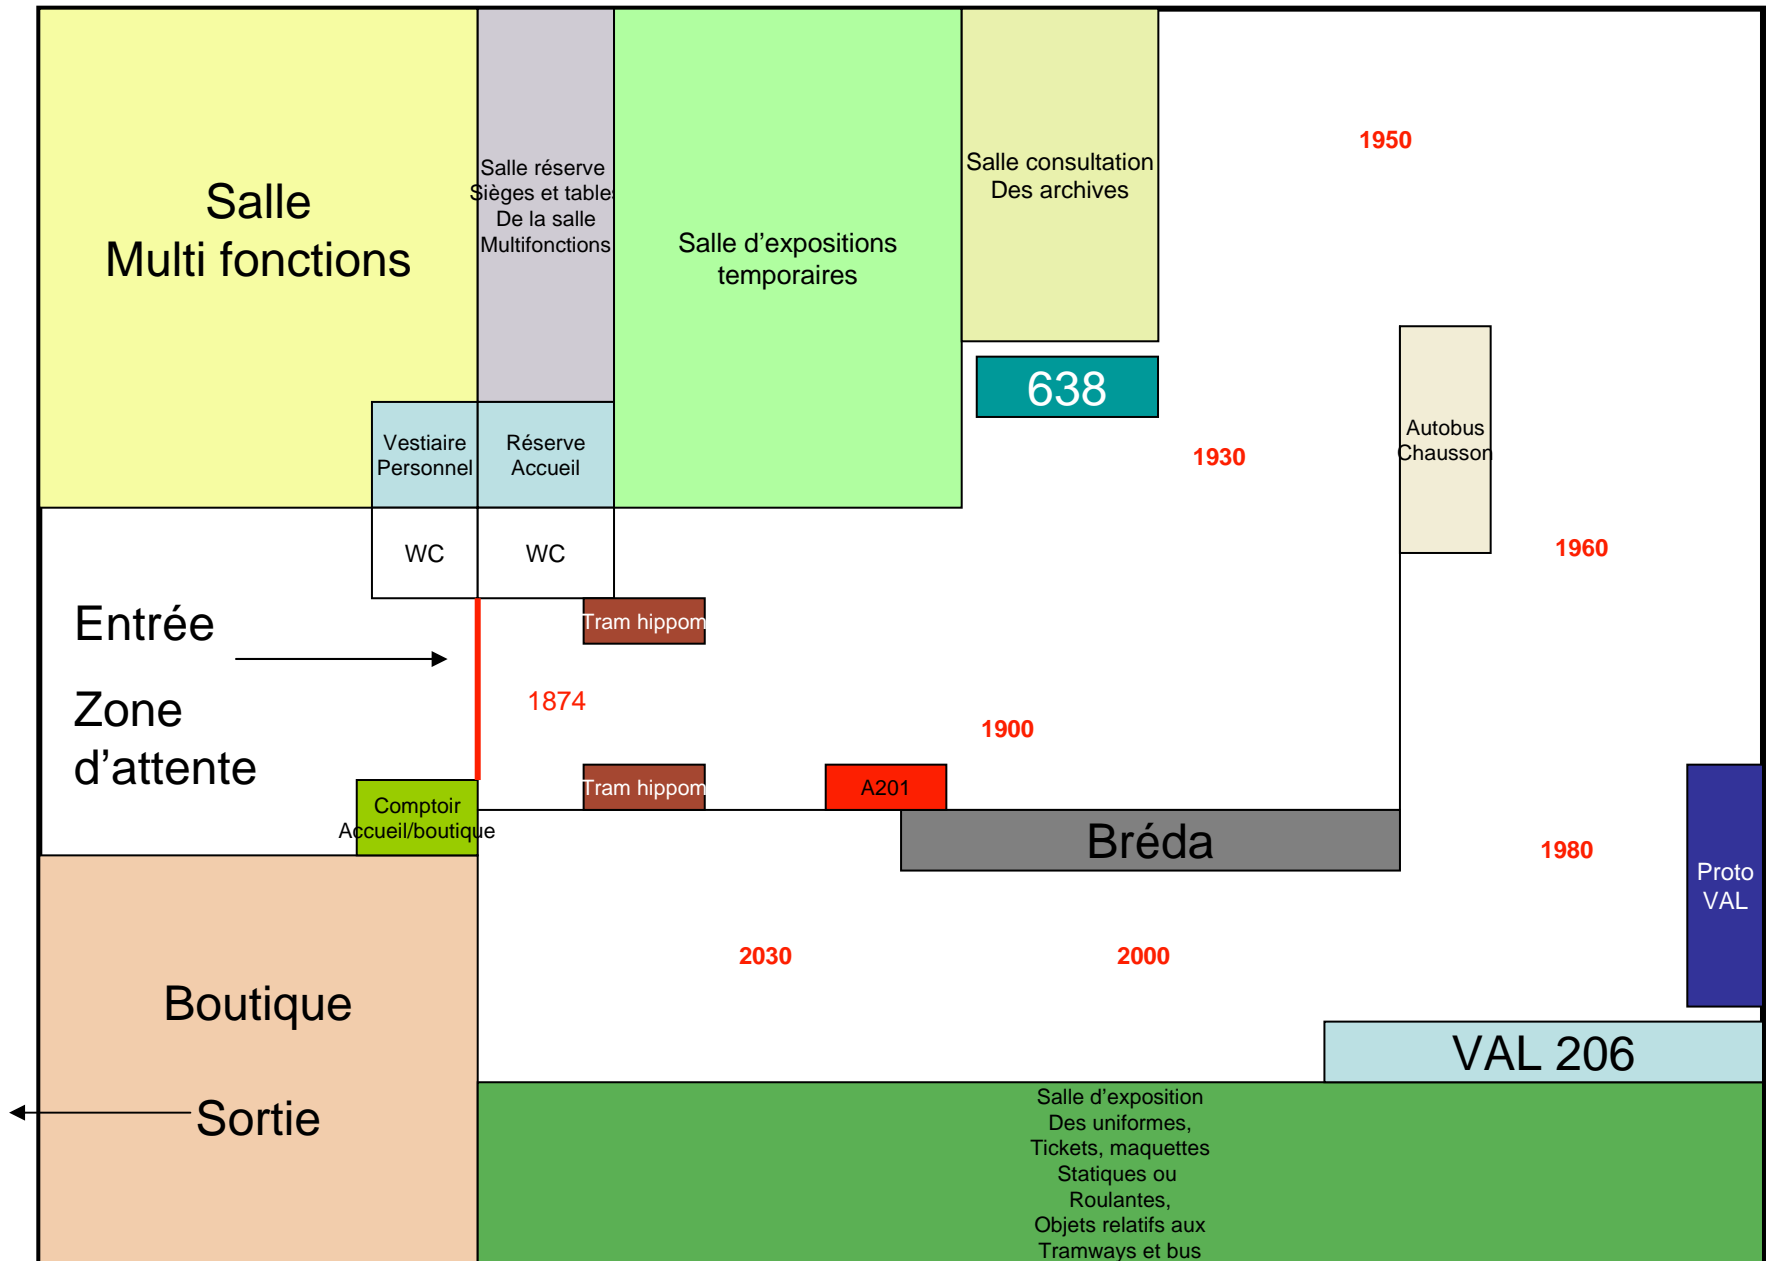 Salle
Multi fonctions
Salle réserve
Sièges et tables
De la salle
Multifonctions
Salle d'expositions
temporaires
Salle consultation
Des archives
1950
638
Vestiaire
Personnel
Réserve
Accueil
1930
Autobus
Chausson
WC
WC
1960
Entrée
Tram hippom
Zone
d'attente
1874
1900
Tram hippom
A201
Comptoir
Accueil/boutique
Bréda
1980
Proto
VAL
2030
2000
Boutique
VAL 206
Sortie
Salle d'exposition
Des uniformes,
Tickets, maquettes
Statiques ou
Roulantes,
Objets relatifs aux
Tramways et bus